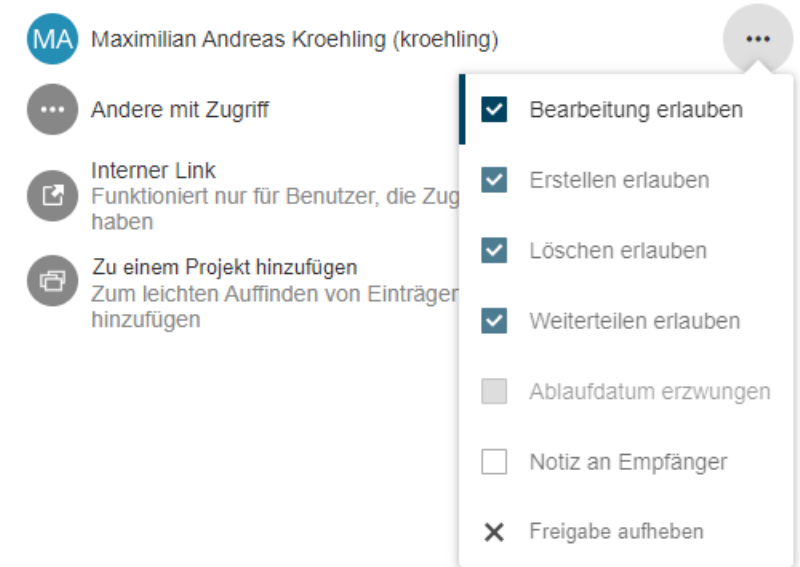 MA Maximilian Andreas Kroehling (kroehling)
Andere mit Zugriff
Interner Link
Funktioniert nur für Benutzer, die Zug
haben
Zu einem Projekt hinzufügen
Zum leichten Auffinden von Einträgen
hinzufügen
Bearbeitung erlauben
Erstellen erlauben
Löschen erlauben
Weiterteilen erlauben
Ablaufdatum erzwungen
Notiz an Empfänger
Freigabe aufheben